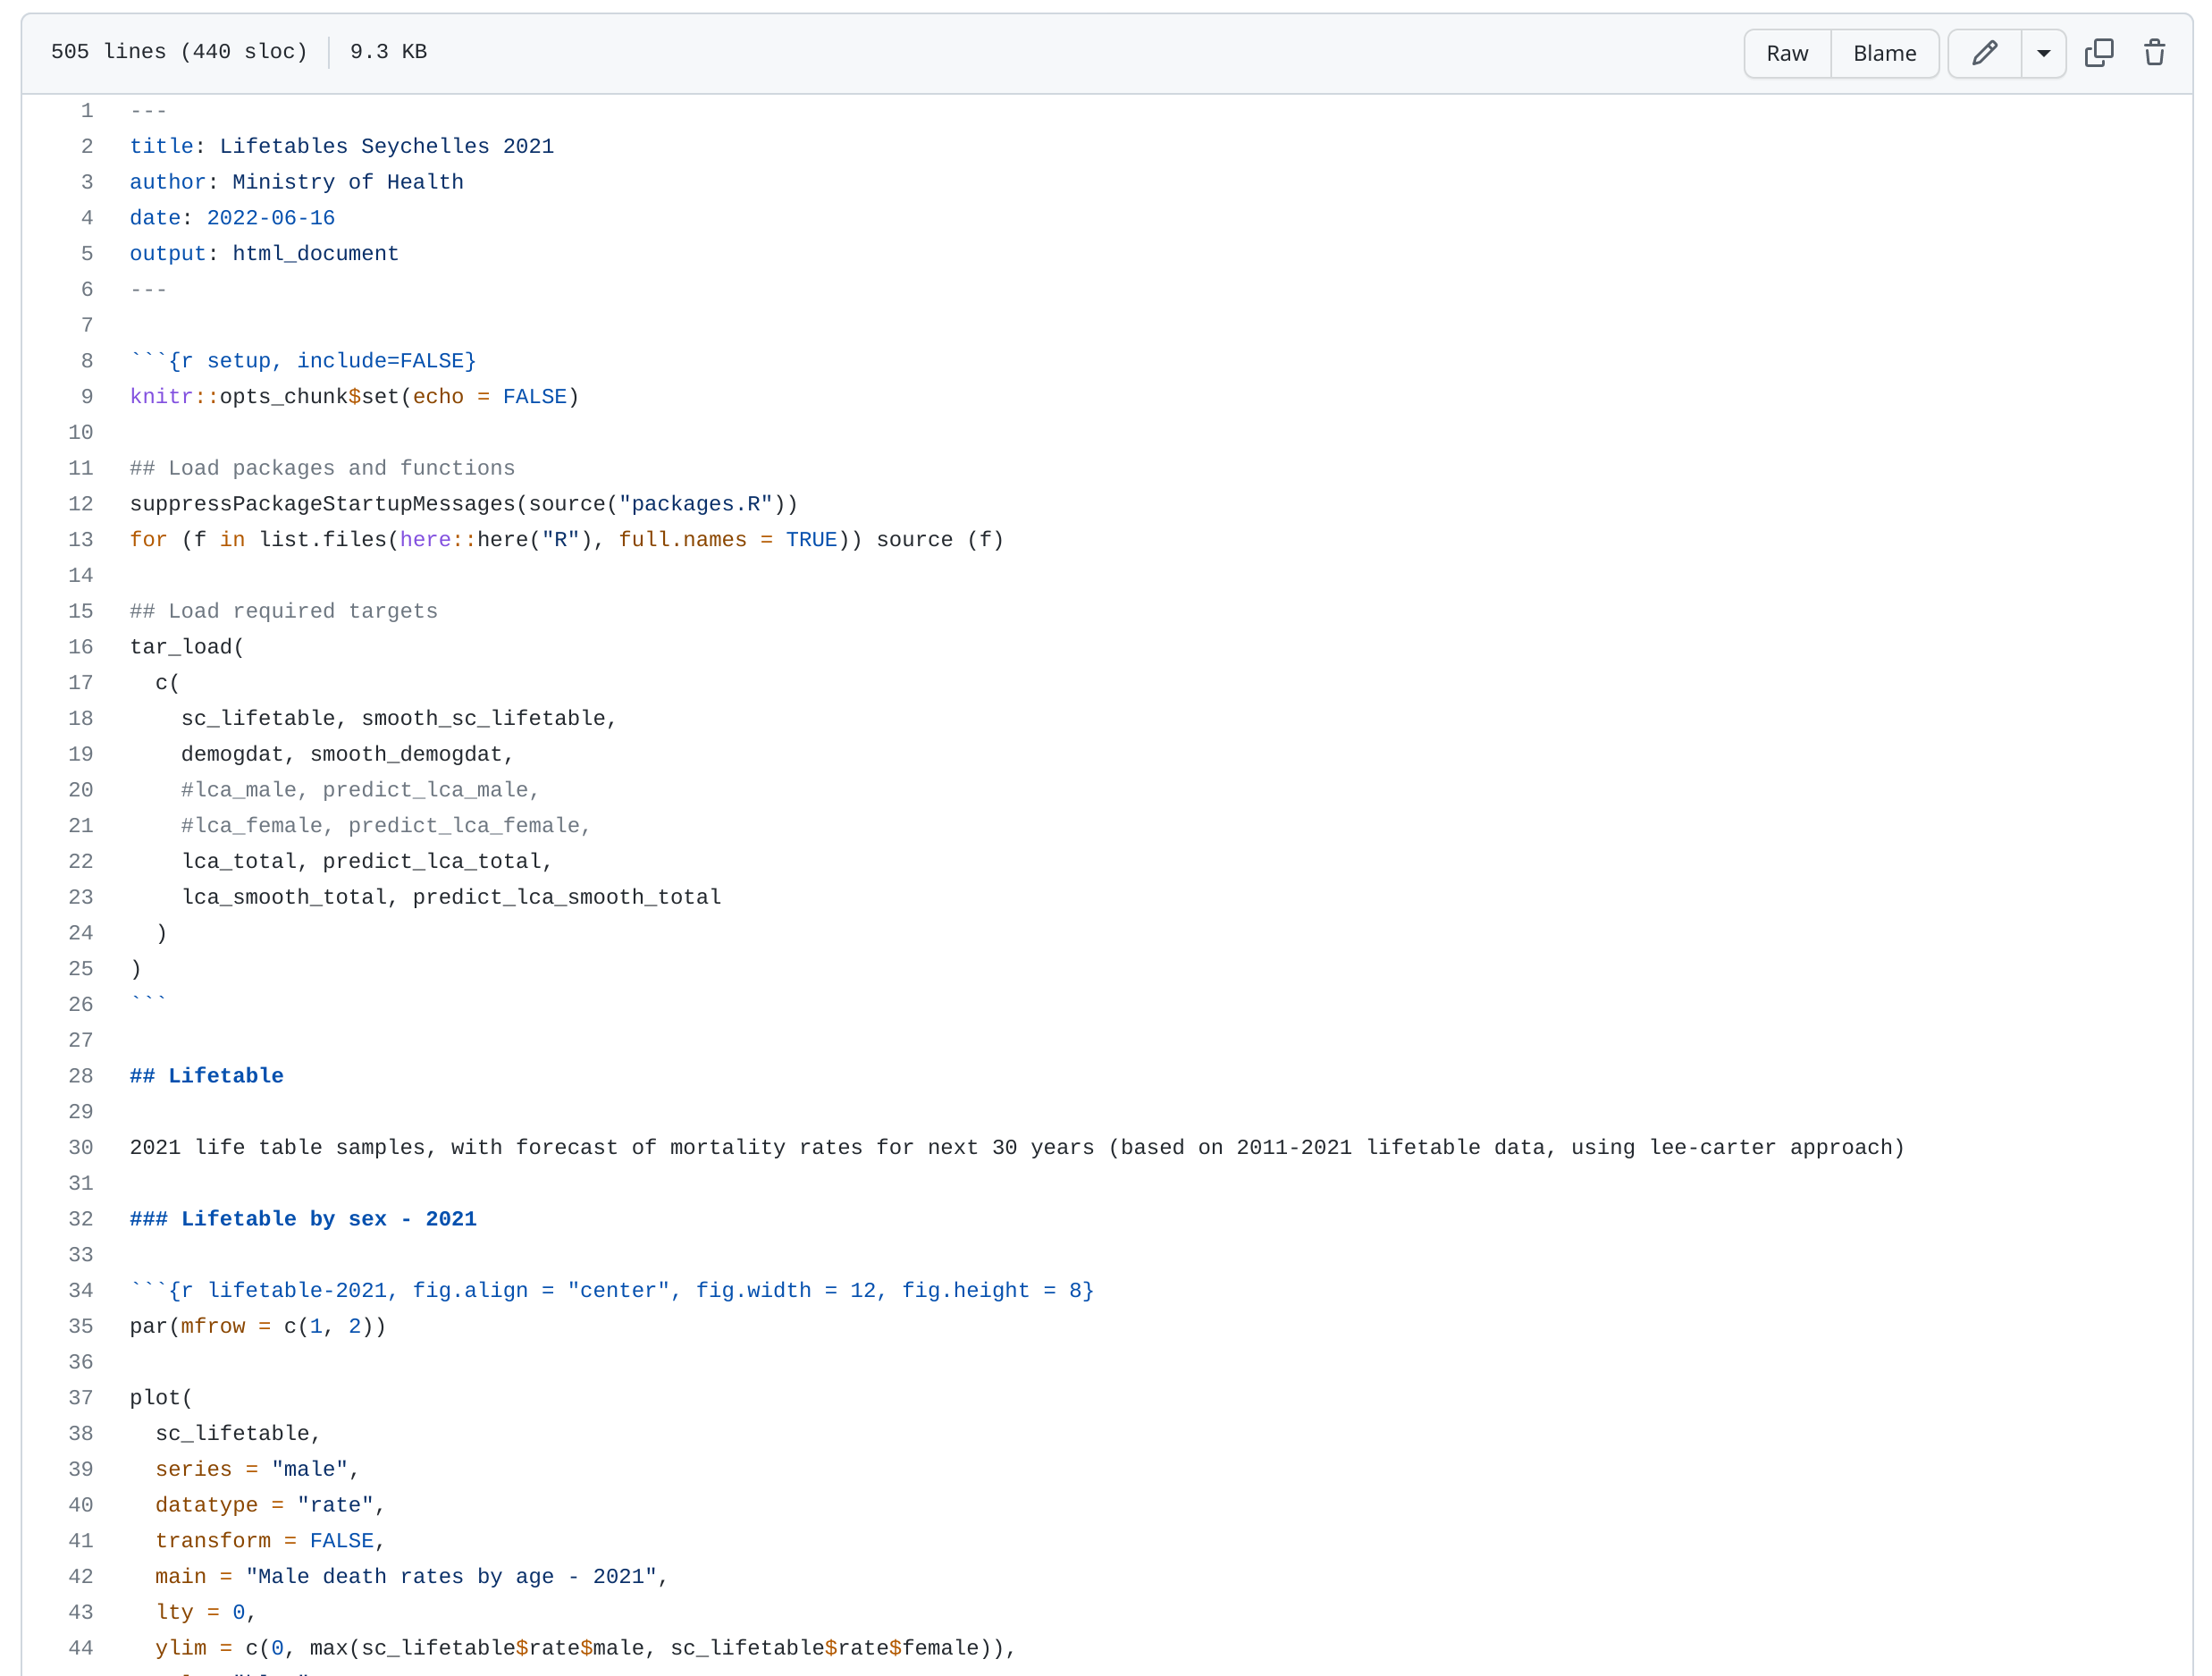 505 lines (440 sloc) 9.3 KB Raw Blame
1 ---
2 title: Lifetables Seychelles 2021
3 author: Ministry of Health
4 date: 2022-06-16
5 output: html_document
6 ---
7
8 ```{r setup, include=FALSE}
9 knitr::opts_chunk$set(echo = FALSE)
10
11 ## Load packages and functions
12 suppressPackageStartupMessages(source("packages.R"))
13 for (f in list.files(here::here("R"), full.names = TRUE)) source (f)
14
15 ## Load required targets
16 tar_load(
17   c(
18     sc_lifetable, smooth_sc_lifetable,
19     demogdat, smooth_demogdat,
20     #lca_male, predict_lca_male,
21     #lca_female, predict_lca_female,
22     lca_total, predict_lca_total,
23     lca_smooth_total, predict_lca_smooth_total
24   )
25 )
26 ```
27
28 ## Lifetable
29
30 2021 life table samples, with forecast of mortality rates for next 30 years (based on 2011-2021 lifetable data, using lee-carter approach)
31
32 ### Lifetable by sex - 2021
33
34 ```{r lifetable-2021, fig.align = "center", fig.width = 12, fig.height = 8}
35 par(mfrow = c(1, 2))
36
37 plot(
38   sc_lifetable,
39   series = "male",
40   datatype = "rate",
41   transform = FALSE,
42   main = "Male death rates by age - 2021",
43   lty = 0,
44   ylim = c(0, max(sc_lifetable$rate$male, sc_lifetable$rate$female)),